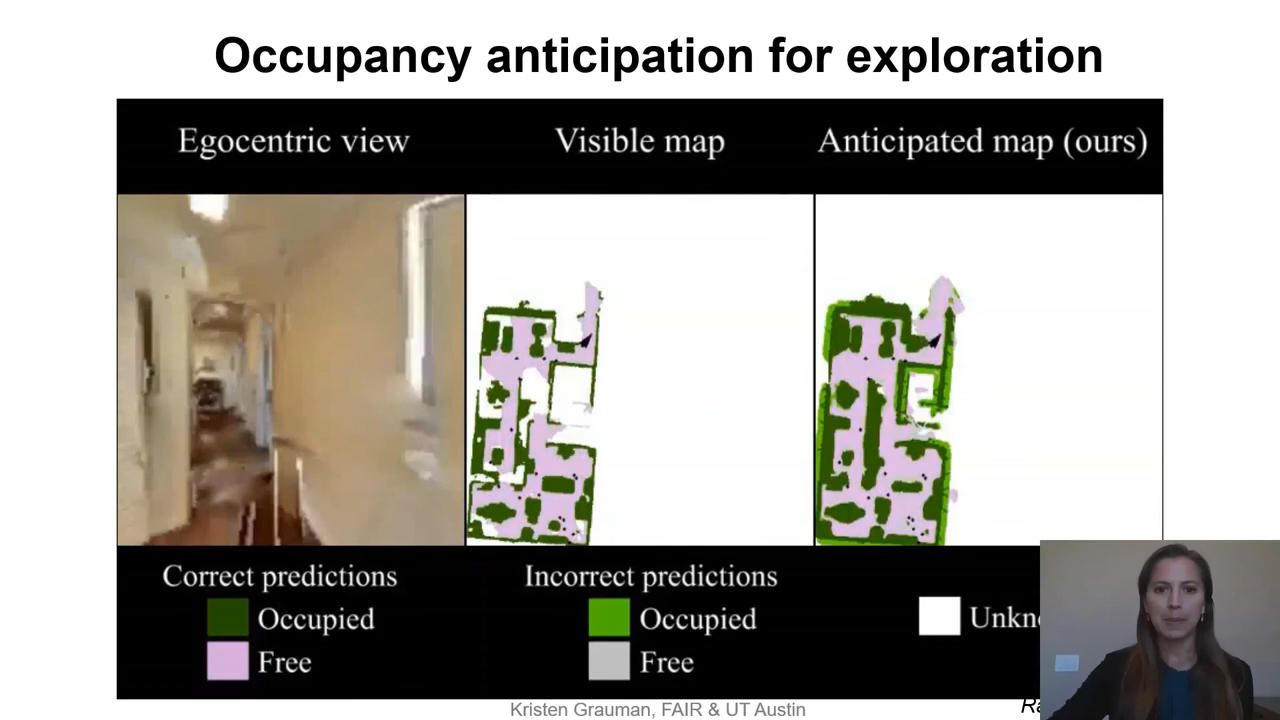 Occupancy anticipation for exploration
Egocentric view
Visible map
Anticipated map (ours)
Correct predictions
Occupied
Free
Incorrect predictions
Occupied
Free
Kristen Grauman, FAIR & UT Austin